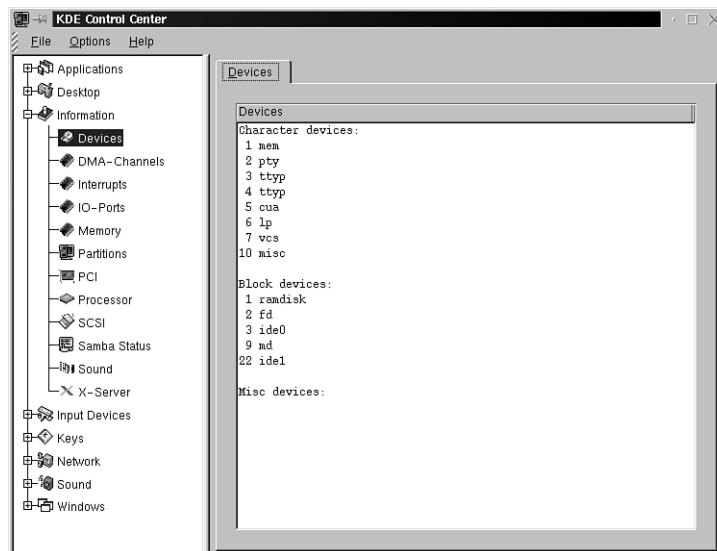 KDE Control Center
File Options Help
Applications
Desktop
Information
Devices
DMA-Channels
Interrupts
IO-Ports
Memory
Partitions
PCI
Processor
SCSI
Samba Status
Sound
X-Server
Input Devices
Keys
Network
Sound
Windows
Devices
Devices
Character devices:
1 mem
2 pty
3 ttyp
4 ttyp
5 cua
6 lp
7 vcs
10 misc
Block devices:
1 ramdisk
2 fd
3 ide0
9 md
22 ide1
Misc devices: